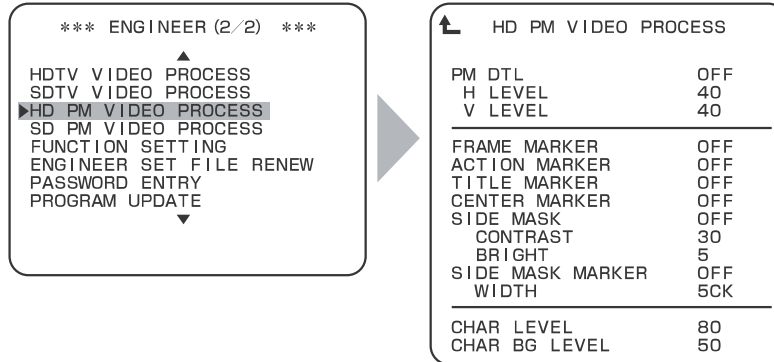 *** ENGINEER (2/2) ***
HDTV VIDEO PROCESS
SDTV VIDEO PROCESS
HD PM VIDEO PROCESS
SD PM VIDEO PROCESS
FUNCTION SETTING
ENGINEER SET FILE RENEW
PASSWORD ENTRY
PROGRAM UPDATE
HD PM VIDEO PROCESS
PM DTL OFF
H LEVEL 40
V LEVEL 40
FRAME MARKER OFF
ACTION MARKER OFF
TITLE MARKER OFF
CENTER MARKER OFF
SIDE MASK OFF
CONTRAST 30
BRIGHT 5
SIDE MASK MARKER OFF
WIDTH 5CK
CHAR LEVEL 80
CHAR BG LEVEL 50